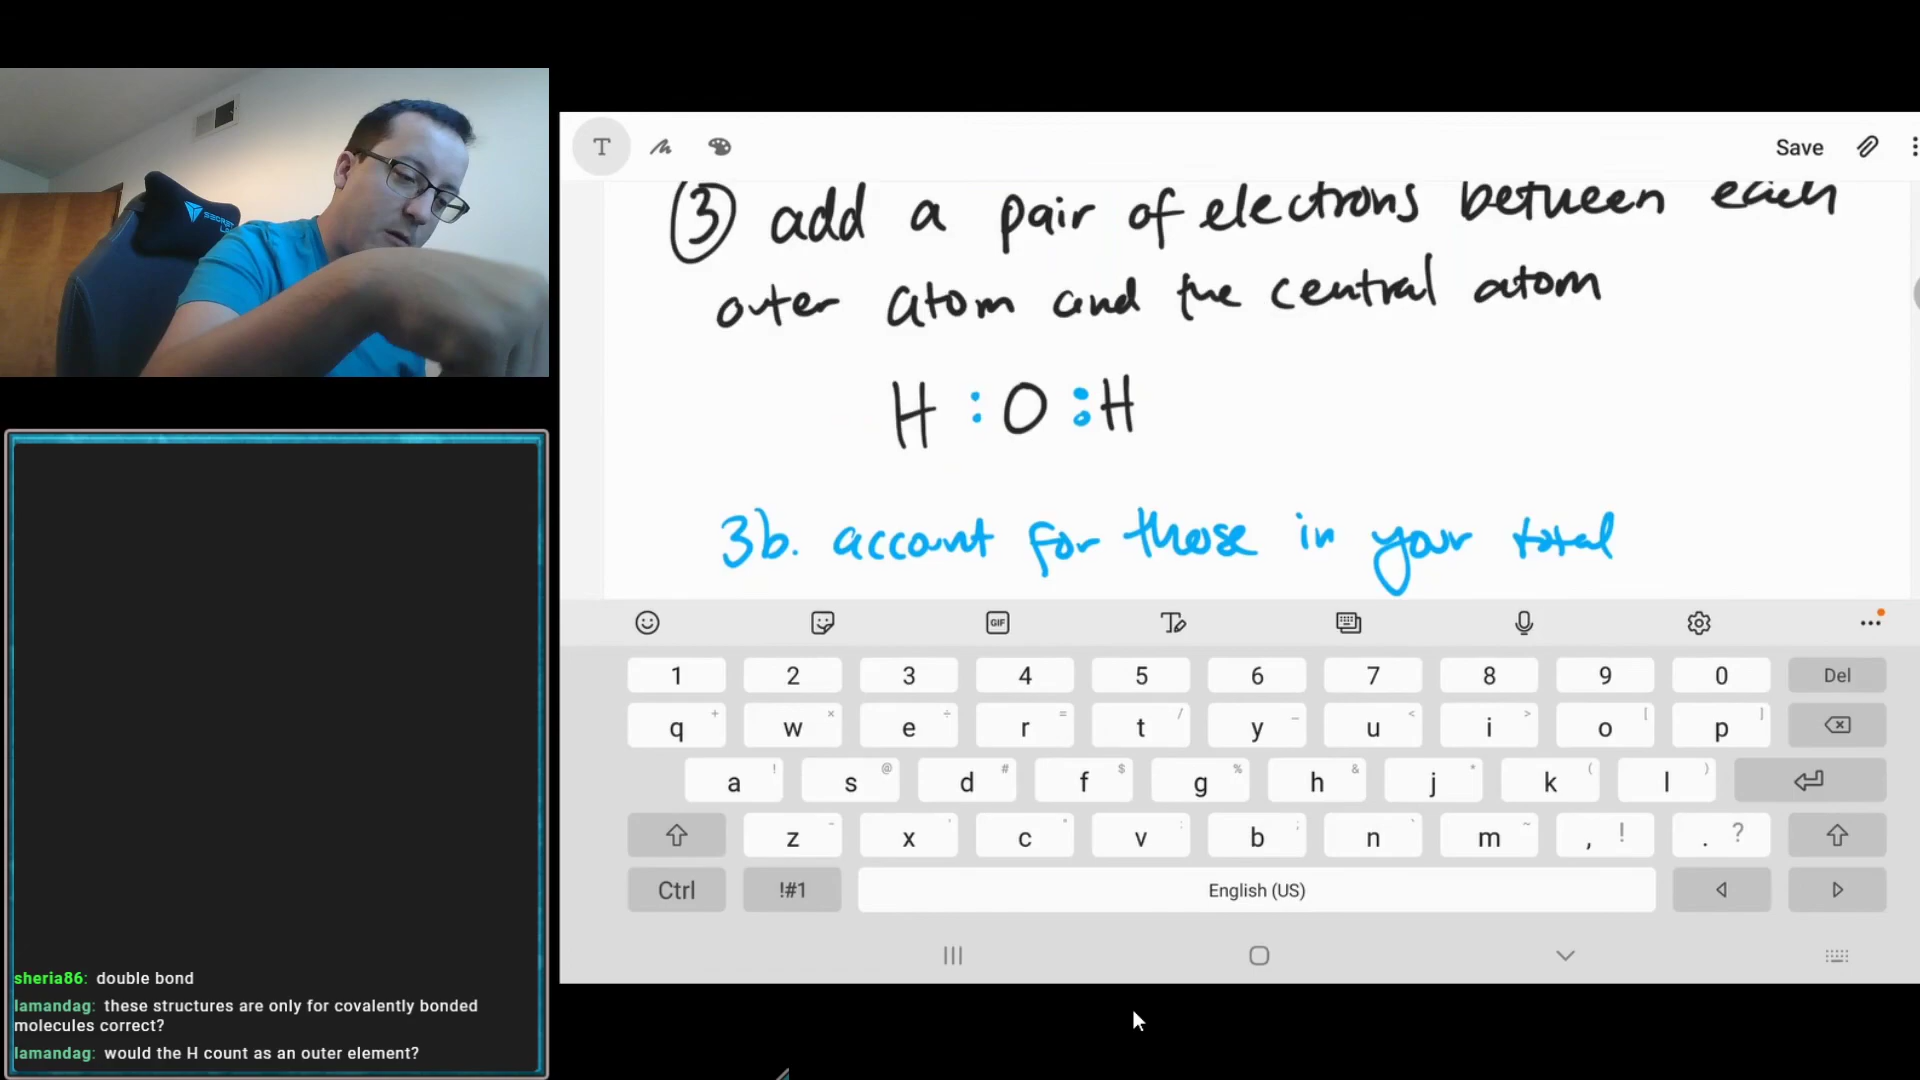 SECRET
T
Save
③ add a pair of electrons between each
outer atom and the central atom
H : O : H
3b. account for those in your total
GIF
1 2 3 4 5 6 7 8 9 0 Del
q + w × e ÷ r = t / y _ u < i > o [ p ]
a ! s @ d # f $ g % h & j * k ( l )
z - x ' c " v : b ; n ` m ~ , ! . ?
Ctrl !#1 English (US)
sheria86: double bond
lamandag: these structures are only for covalently bonded
molecules correct?
lamandag: would the H count as an outer element?